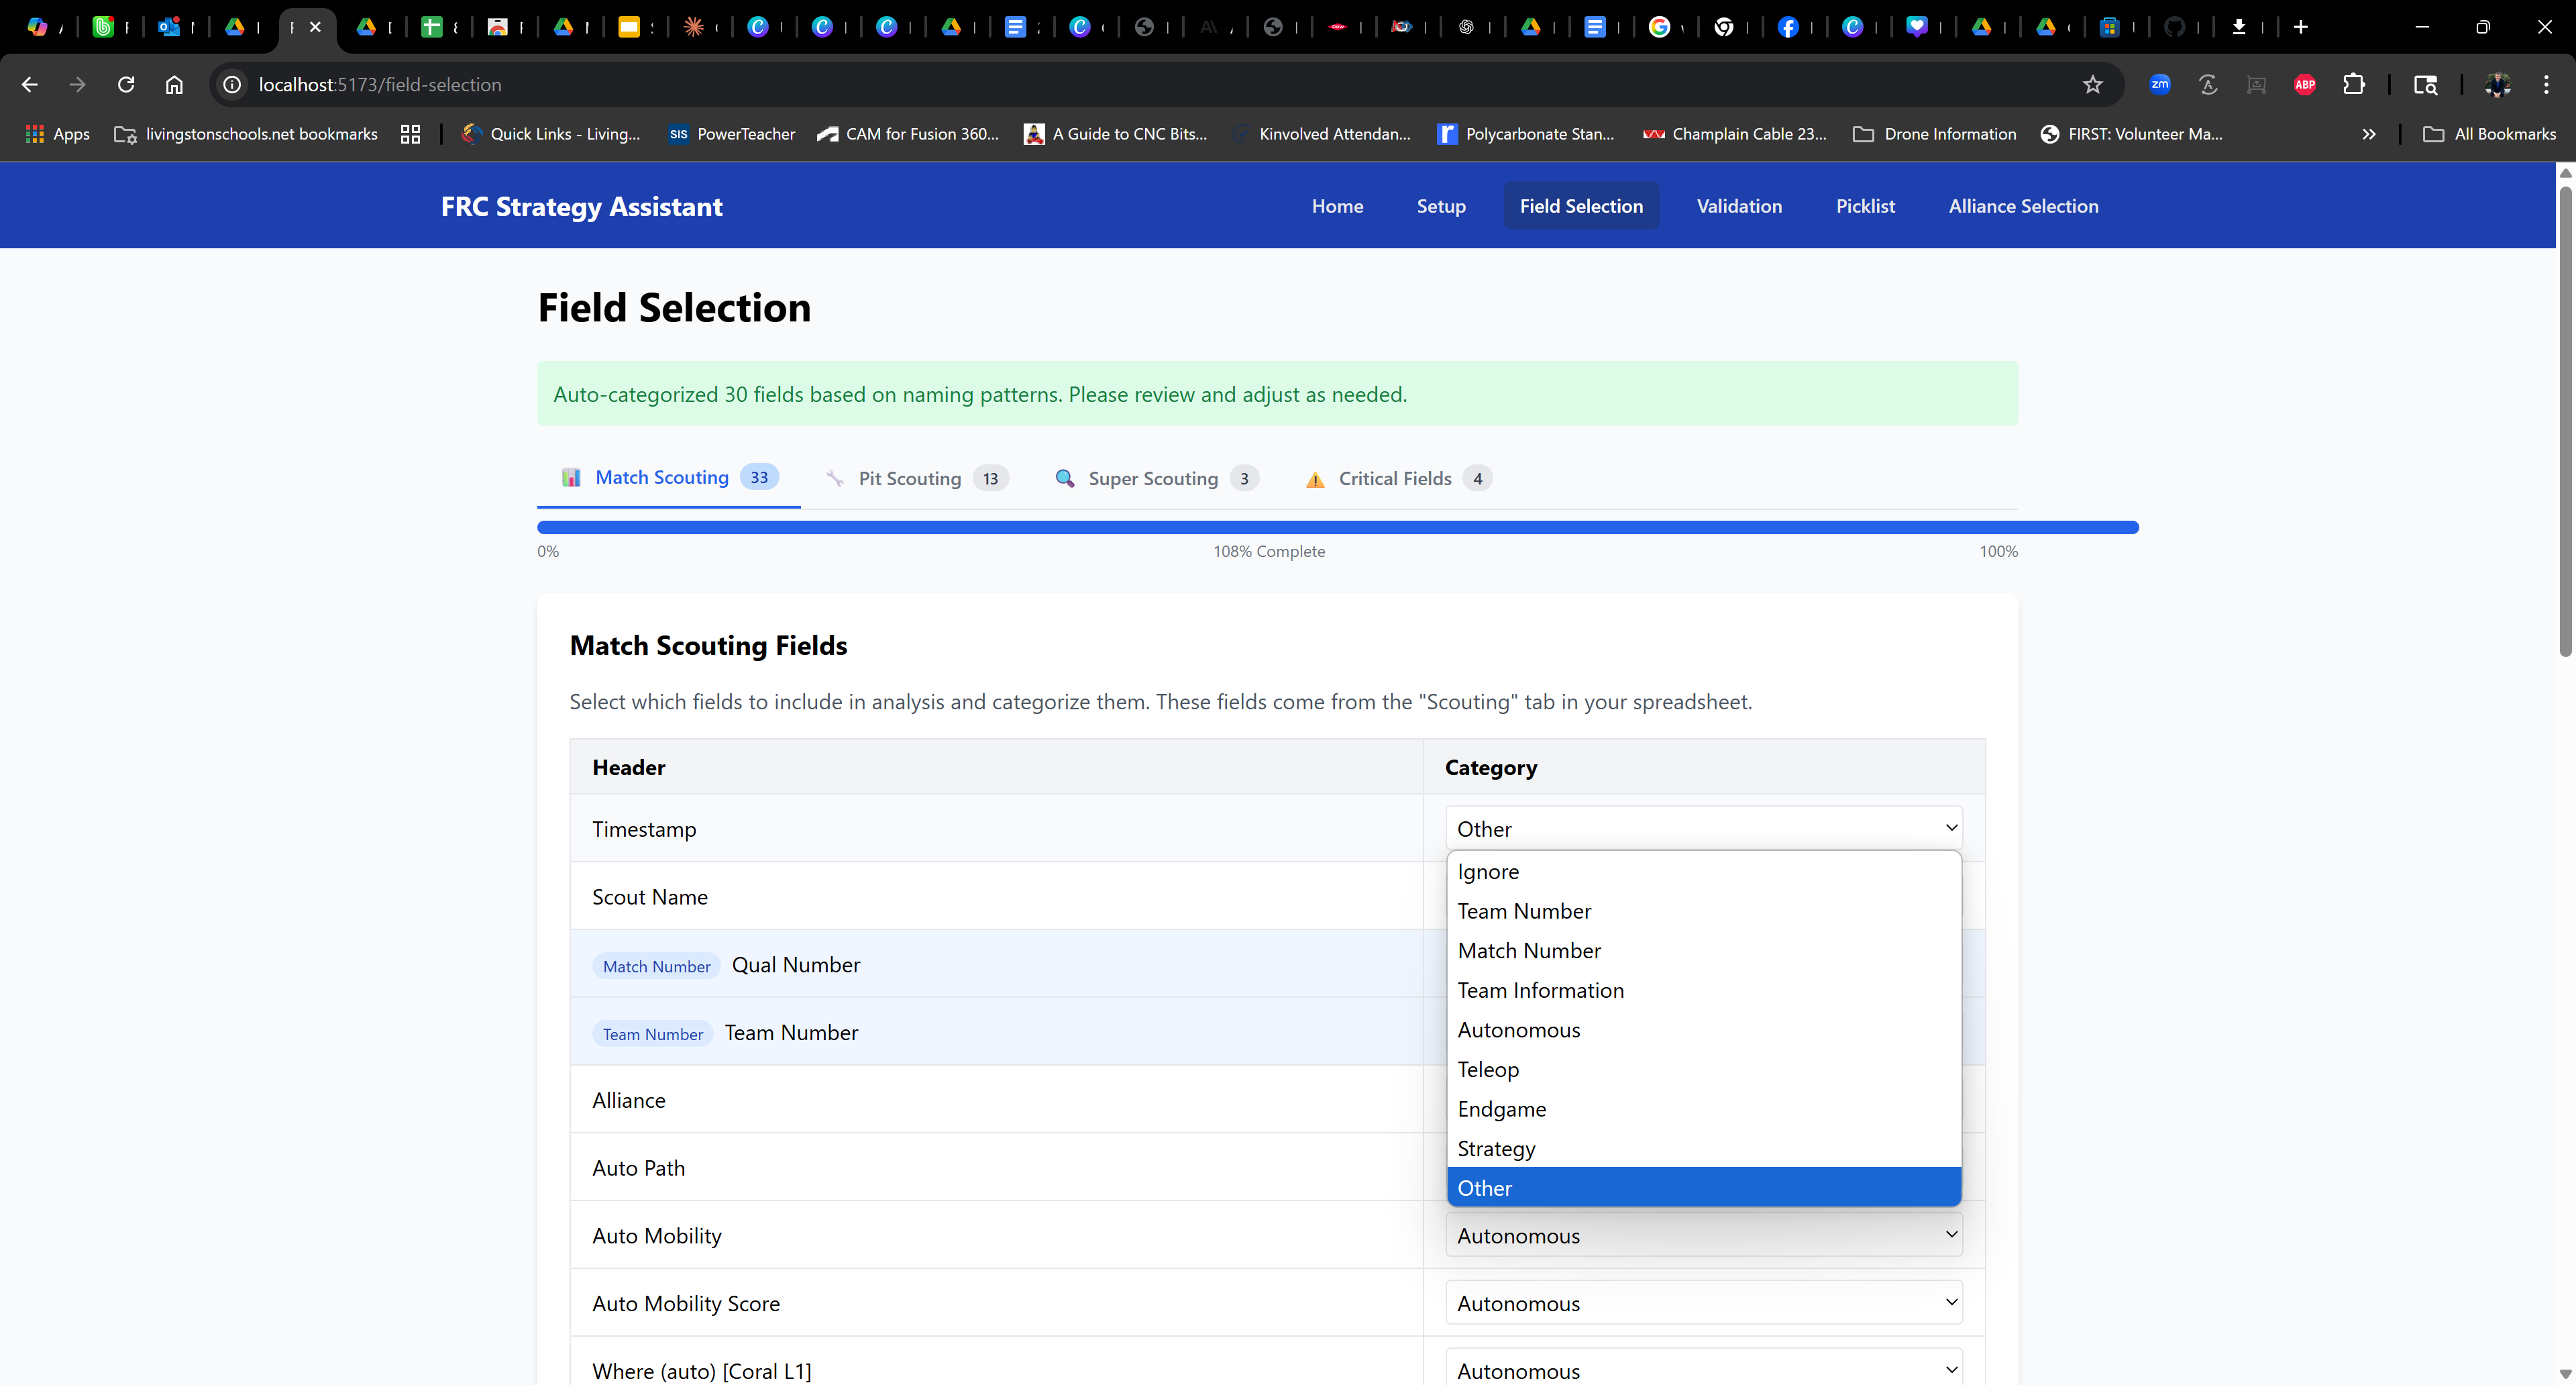 localhost:5173/field-selection
Apps
livingstonschools.net bookmarks
Quick Links - Living...
SIS PowerTeacher
CAM for Fusion 360...
A Guide to CNC Bits...
Kinvolved Attendan...
Polycarbonate Stan...
Champlain Cable 23...
Drone Information
FIRST: Volunteer Ma...
All Bookmarks
FRC Strategy Assistant
Home
Setup
Field Selection
Validation
Picklist
Alliance Selection
Field Selection
Auto-categorized 30 fields based on naming patterns. Please review and adjust as needed.
Match Scouting 33
Pit Scouting 13
Super Scouting 3
Critical Fields 4
0%
108% Complete
100%
Match Scouting Fields
Select which fields to include in analysis and categorize them. These fields come from the "Scouting" tab in your spreadsheet.
Header
Category
Timestamp
Other
Ignore
Team Number
Match Number
Team Information
Autonomous
Teleop
Endgame
Strategy
Other
Scout Name
Match Number Qual Number
Team Number Team Number
Alliance
Auto Path
Auto Mobility
Autonomous
Auto Mobility Score
Autonomous
Where (auto) [Coral L1]
Autonomous